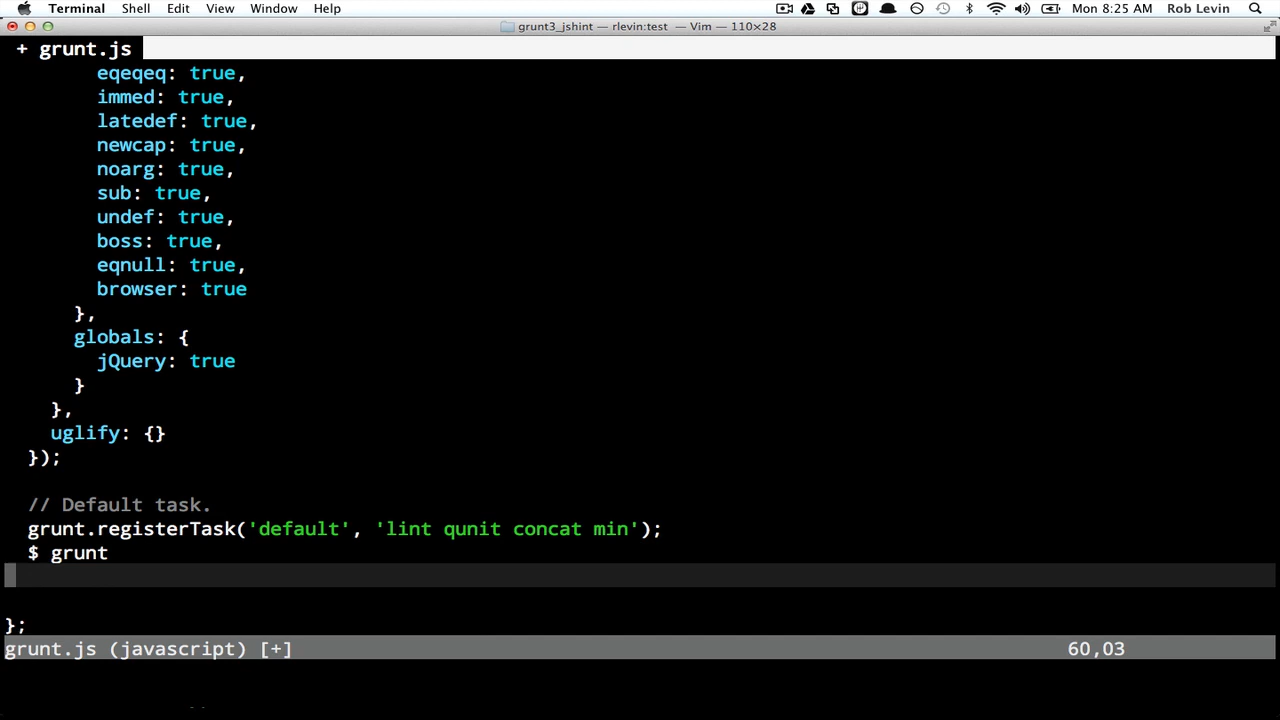 Terminal Shell Edit View Window Help Mon 8:25 AM Rob Levin
grunt3_jshint — rlevin:test — Vim — 110×28
+ grunt.js
eqeqeq: true,
immed: true,
latedef: true,
newcap: true,
noarg: true,
sub: true,
undef: true,
boss: true,
eqnull: true,
browser: true
},
globals: {
jQuery: true
}
},
uglify: {}
});
// Default task.
grunt.registerTask('default', 'lint qunit concat min');
$ grunt
};
grunt.js (javascript) [+] 60,03